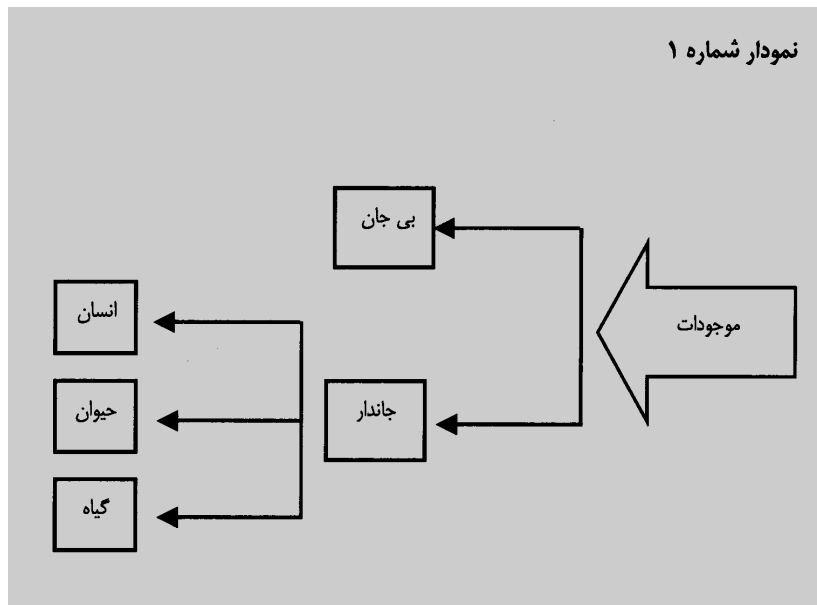 نمودار شماره ۱
موجودات
بی جان
جاندار
انسان
حیوان
گیاه